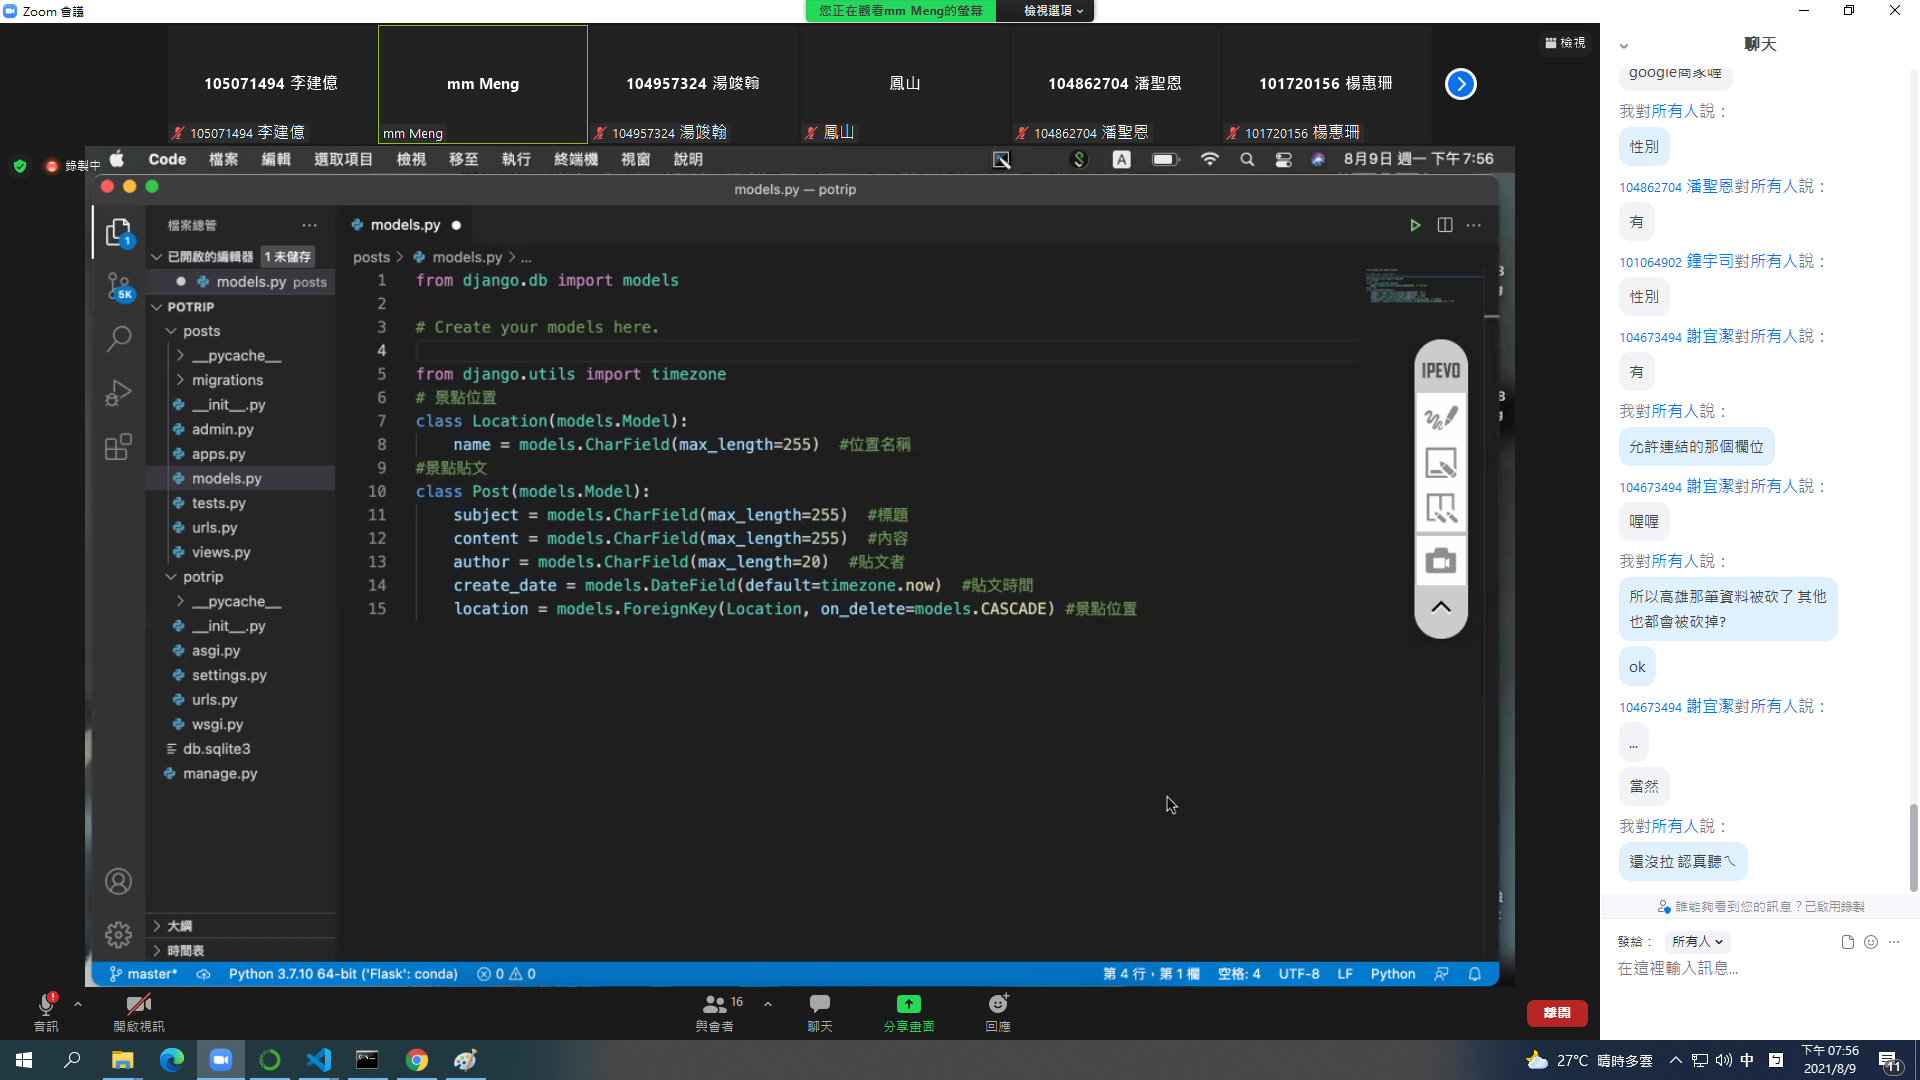 Zoom 會議
您正在觀看mm Meng的螢幕
檢視選項
檢視
105071494 李建億
mm Meng
104957324 湯竣翰
鳳山
104862704 潘聖恩
101720156 楊惠珊
105071494 李建億
mm Meng
104957324 湯竣翰
鳳山
104862704 潘聖恩
101720156 楊惠珊
錄製中
Code 檔案 編輯 選取項目 檢視 移至 執行 終端機 視窗 說明
A
8月9日 週一 下午7:56
models.py — potrip
檔案總管
已開啟的編輯器 1 未儲存
models.py posts
POTRIP
posts
__pycache__
migrations
__init__.py
admin.py
apps.py
models.py
tests.py
urls.py
views.py
potrip
__pycache__
__init__.py
asgi.py
settings.py
urls.py
wsgi.py
db.sqlite3
manage.py
大綱
時間表
1
5K
models.py
posts > models.py > ...
1 from django.db import models
2
3 # Create your models here.
4
5 from django.utils import timezone
6 # 景點位置
7 class Location(models.Model):
8 name = models.CharField(max_length=255) #位置名稱
9 #景點貼文
10 class Post(models.Model):
11 subject = models.CharField(max_length=255) #標題
12 content = models.CharField(max_length=255) #內容
13 author = models.CharField(max_length=20) #貼文者
14 create_date = models.DateField(default=timezone.now) #貼文時間
15 location = models.ForeignKey(Location, on_delete=models.CASCADE) #景點位置
IPEVO
master* Python 3.7.10 64-bit ('Flask': conda) 0 0
第 4 行，第 1 欄 空格: 4 UTF-8 LF Python
音訊
開啟視訊
與會者
16
聊天
分享畫面
回應
離開
聊天
google商家喔
我對所有人說：
性別
104862704 潘聖恩對所有人說：
有
101064902 鐘宇司對所有人說：
性別
104673494 謝宜潔對所有人說：
有
我對所有人說：
允許連結的那個欄位
104673494 謝宜潔對所有人說：
喔喔
我對所有人說：
所以高雄那筆資料被砍了 其他
也都會被砍掉?
ok
104673494 謝宜潔對所有人說：
...
當然
我對所有人說：
還沒拉 認真聽ㄟ
誰能夠看到您的訊息？已啟用錄製
發給： 所有人
在這裡輸入訊息...
27°C 晴時多雲
中
下午 07:56
2021/8/9
11